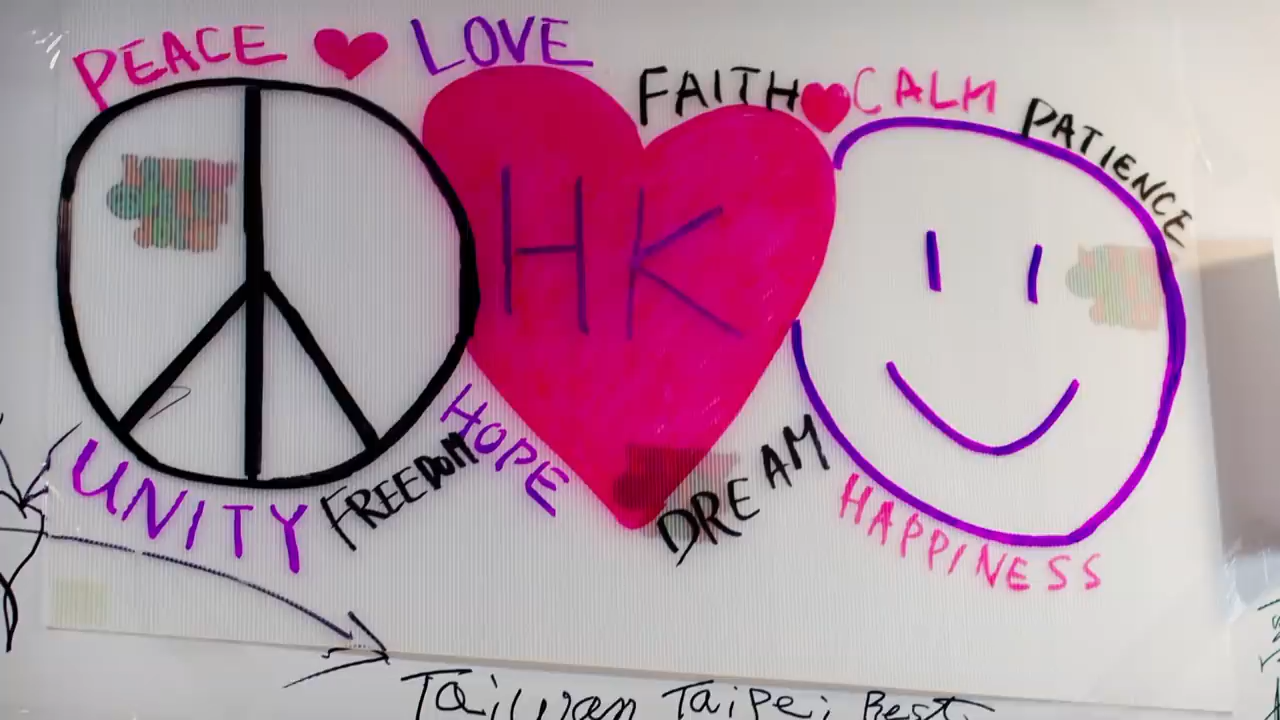 PEACE LOVE
FAITH CALM PATIENCE
HK
HOPE
UNITY FREEDOM
DREAM
HAPPINESS
Taiwan Taipei Best